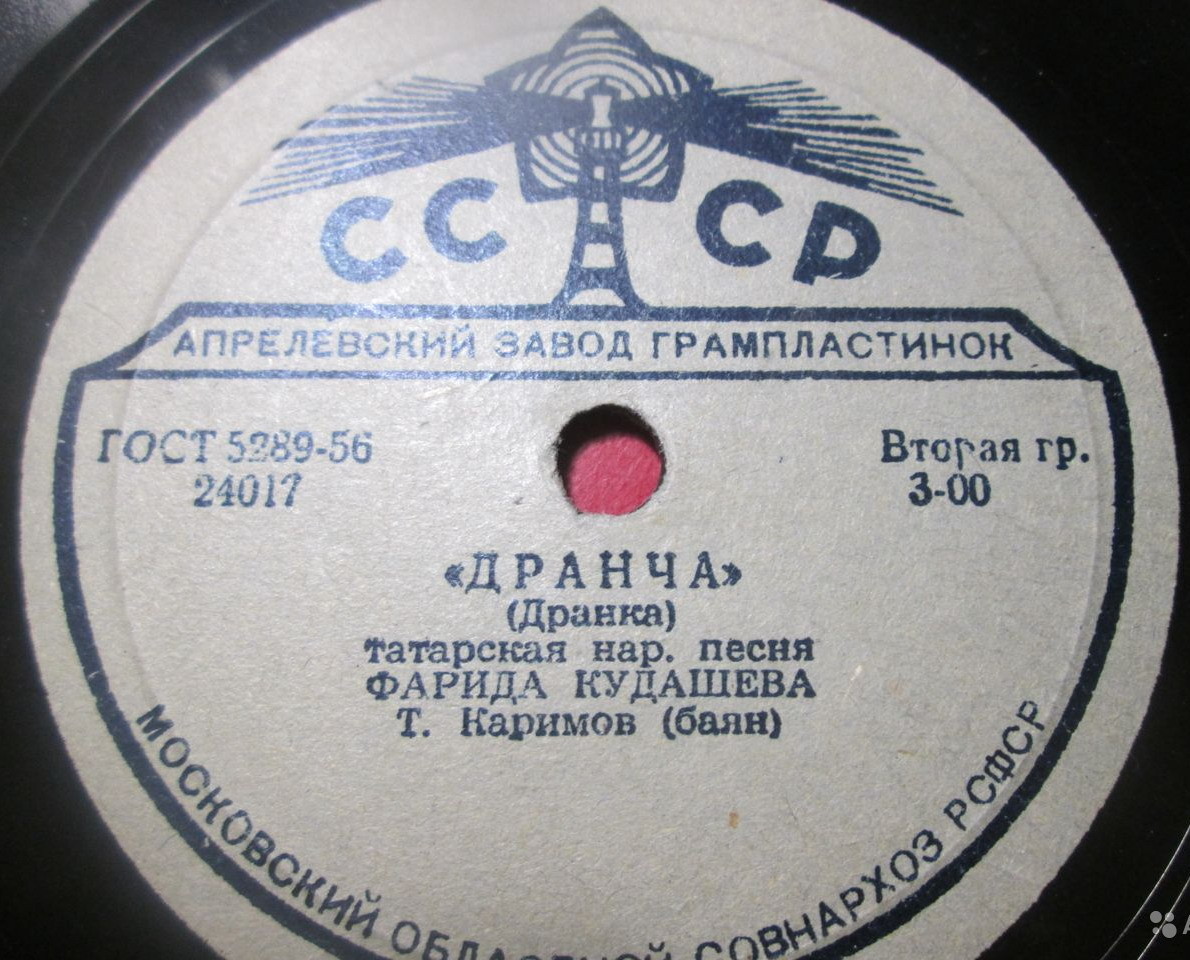 СССР
АПРЕЛЕВСКИЙ ЗАВОД ГРАМПЛАСТИНОК
ГОСТ 5289-56
24017
Вторая гр.
3-00
«ДРАНЧА»
(Дранка)
татарская нар. песня
ФАРИДА КУДАШЕВА
Т. Каримов (баян)
МОСКОВСКИЙ ОБЛАСТНОЙ СОВНАРХОЗ РСФСР